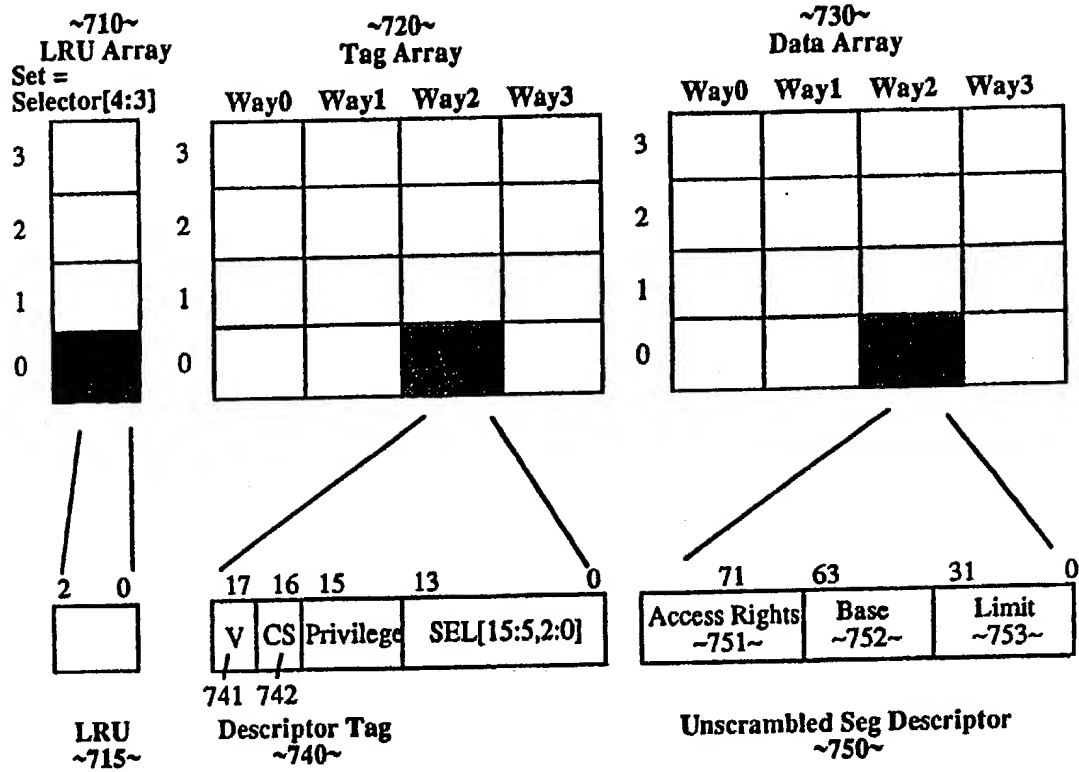 ~710~
LRU Array
Set =
Selector[4:3]
3
2
1
0
~720~
Tag Array
Way0 Way1 Way2 Way3
3
2
1
0
~730~
Data Array
Way0 Way1 Way2 Way3
3
2
1
0
2 0
LRU
~715~
17 16 15 13 0
V CS Privilege SEL[15:5,2:0]
741 742
Descriptor Tag
~740~
71 63 31 0
Access Rights Base Limit
~751~ ~752~ ~753~
Unscrambled Seg Descriptor
~750~